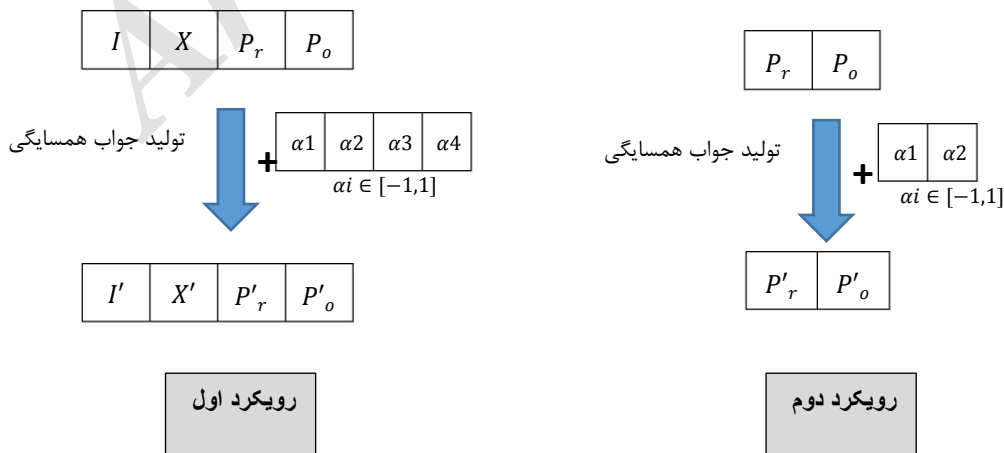 I X P_r P_o
تولید جواب همسایگی
+ α1 α2 α3 α4
αi ∈ [−1,1]
I′ X′ P′_r P′_o
رویکرد اول
P_r P_o
تولید جواب همسایگی
+ α1 α2
αi ∈ [−1,1]
P′_r P′_o
رویکرد دوم